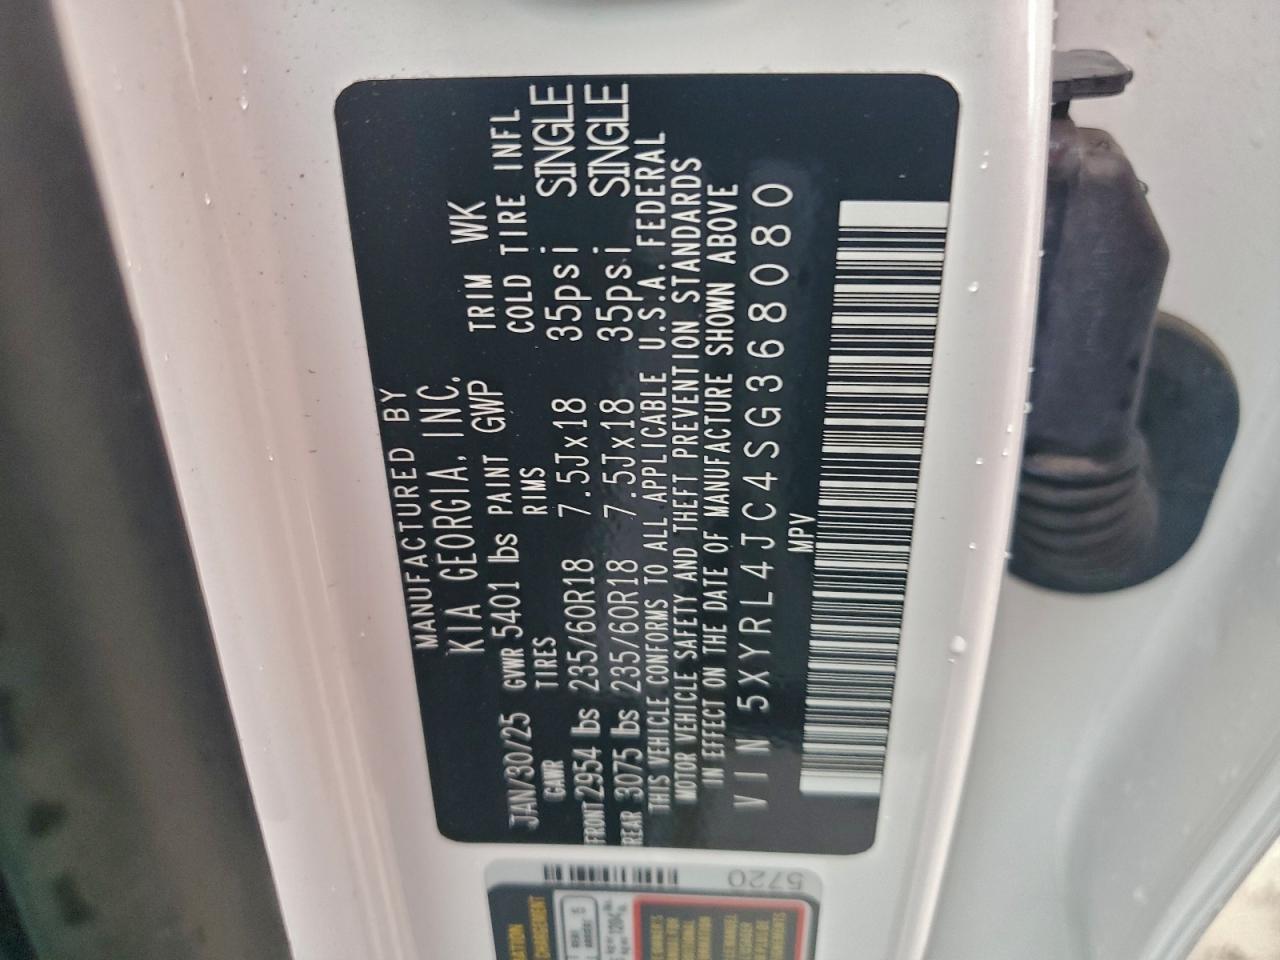 MANUFACTURED BY
KIA GEORGIA, INC.
JAN/30/25 GVWR 5401 lbs PAINT GWP TRIM WK
GAWR TIRES RIMS COLD TIRE INFL
FRONT 2954 lbs 235/60R18 7.5Jx18 35psi SINGLE
REAR 3075 lbs 235/60R18 7.5Jx18 35psi SINGLE
THIS VEHICLE CONFORMS TO ALL APPLICABLE U.S.A. FEDERAL
MOTOR VEHICLE SAFETY AND THEFT PREVENTION STANDARDS
IN EFFECT ON THE DATE OF MANUFACTURE SHOWN ABOVE
VIN 5XYRL4JC4SG368080
MPV
5720